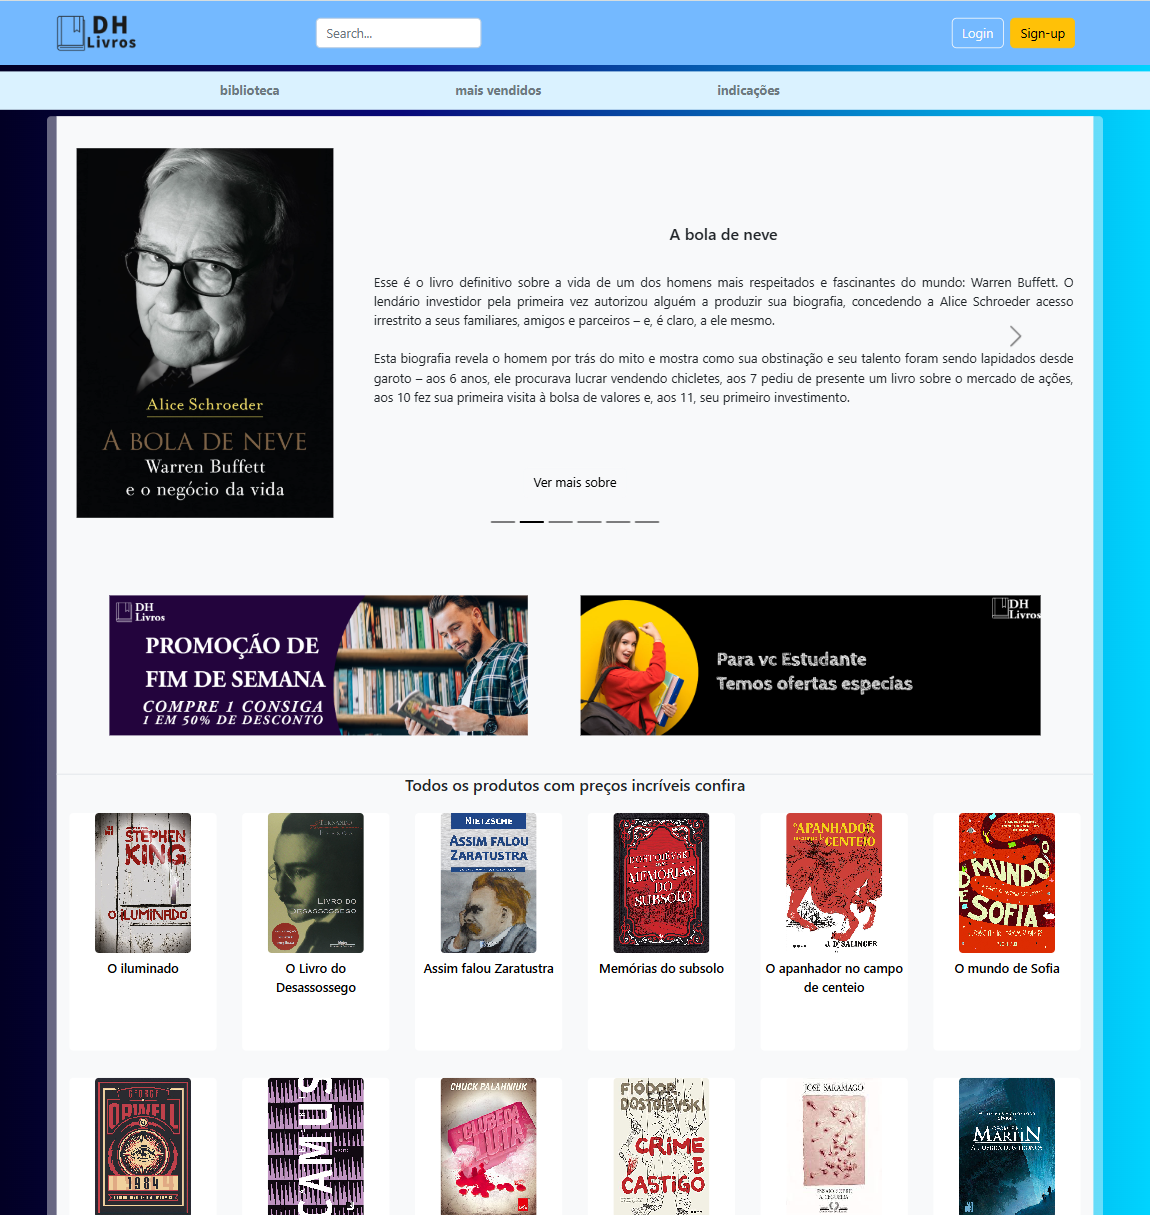 DH
Livros
Search...
Login
Sign-up
biblioteca
mais vendidos
indicações
Alice Schroeder
A BOLA DE NEVE
Warren Buffett
e o negócio da vida
A bola de neve
Esse é o livro definitivo sobre a vida de um dos homens mais respeitados e fascinantes do mundo: Warren Buffett. O
lendário investidor pela primeira vez autorizou alguém a produzir sua biografia, concedendo a Alice Schroeder acesso
irrestrito a seus familiares, amigos e parceiros – e, é claro, a ele mesmo.
Esta biografia revela o homem por trás do mito e mostra como sua obstinação e seu talento foram sendo lapidados desde
garoto – aos 6 anos, ele procurava lucrar vendendo chicletes, aos 7 pediu de presente um livro sobre o mercado de ações,
aos 10 fez sua primeira visita à bolsa de valores e, aos 11, seu primeiro investimento.
Ver mais sobre
DH
Livros
PROMOÇÃO DE
FIM DE SEMANA
COMPRE 1 CONSIGA
1 EM 50% DE DESCONTO
DH
Livros
Para vc Estudante
Temos ofertas especías
Todos os produtos com preços incríveis confira
STEPHEN
KING
O ILUMINADO
FERNANDO
LIVRO DO
DESASSOSSEGO
NIETZSCHE
ASSIM FALOU
ZARATUSTRA
MEMÓRIAS
DO
SUBSOLO
O APANHADOR
CENTEIO
J. D. SALINGER
O
MUNDO
DE
SOFIA
O iluminado
O Livro do
Desassossego
Assim falou Zaratustra
Memórias do subsolo
O apanhador no campo
de centeio
O mundo de Sofia
GEORGE
ORWELL
1984
CAMUS
CHUCK PALAHNIUK
CLUBE DA
LUTA
FIÓDOR
DOSTOIÉVSKI
CRIME
E
CASTIGO
JOSÉ SARAMAGO
ENSAIO SOBRE
A CEGUEIRA
MARTIN